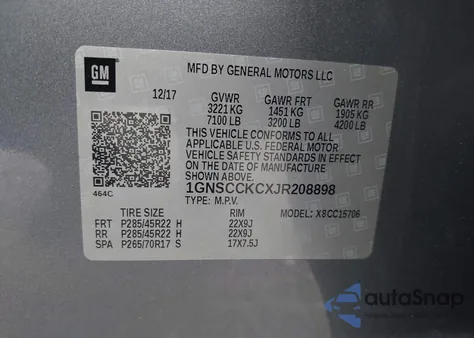 GM
MFD BY GENERAL MOTORS LLC
12/17 GVWR GAWR FRT GAWR RR
3221 KG 1451 KG 1905 KG
7100 LB 3200 LB 4200 LB
THIS VEHICLE CONFORMS TO ALL
APPLICABLE U.S. FEDERAL MOTOR
VEHICLE SAFETY STANDARDS IN EFFECT
ON THE DATE OF MANUFACTURE
SHOWN ABOVE.
1GNSCCKCXJR208898
464C TYPE: M.P.V. MODEL: X8CC15706
TIRE SIZE RIM
FRT P285/45R22 H 22X9J
RR P285/45R22 H 22X9J
SPA P265/70R17 S 17X7.5J
autoSnap